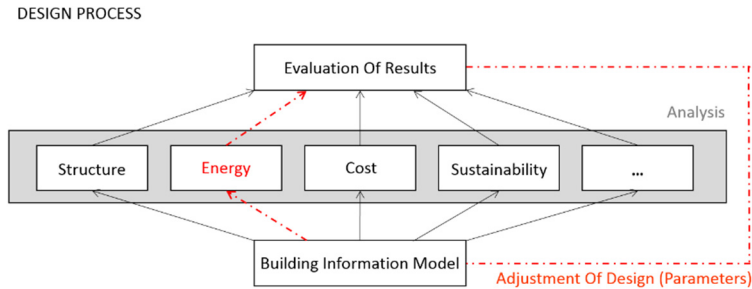 DESIGN PROCESS
Evaluation Of Results
Analysis
Structure
Energy
Cost
Sustainability
...
Building Information Model
Adjustment Of Design (Parameters)